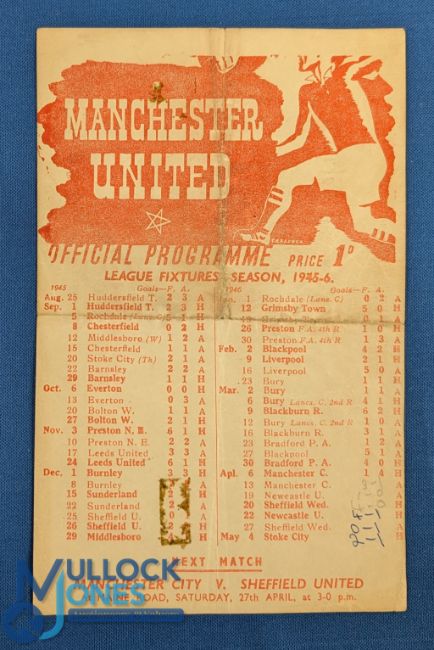 MANCHESTER
UNITED
OFFICIAL PROGRAMME PRICE 1D
LEAGUE FIXTURES SEASON, 1945-6.
1945 Goals—F. A.
Aug. 25 Huddersfield T. 2 3 A
Sep. 1 Huddersfield T. 2 3 H
5 Rochdale (Lanc. C) H
8 Chesterfield 0 2 H
12 Middlesboro (W) 1 2 A
15 Chesterfield 1 1 A
20 Stoke City (Th) 2 1 A
22 Barnsley 2 2 A
29 Barnsley 1 1 H
Oct. 6 Everton 0 0 H
13 Everton 0 3 A
20 Bolton W. 1 1 A
27 Bolton W. 2 1 H
Nov. 3 Preston N. E. 6 1 H
10 Preston N. E. 2 2 A
17 Leeds United 3 3 A
24 Leeds United 6 1 H
Dec. 1 Burnley 3 3 H
8 Burnley A
15 Sunderland 2 H
22 Sunderland 2 A
25 Sheffield U. 0 A
26 Sheffield U. 2 H
29 Middlesboro H
1946 Goals—F. A.
1 Rochdale (Lanc. C) 0 2 A
12 Grimsby Town 5 0 H
26 Preston F.A. 4th R 1 0 H
30 Preston F.A. 4th R 1 3 A
Feb. 2 Blackpool 4 2 H
9 Liverpool 2 1 H
16 Liverpool 5 0 A
23 Bury 1 1 H
Mar. 2 Bury 1 1 A
6 Bury Lancs. C. 2nd R 4 1 H
9 Blackburn R. 6 2 H
12 Bury Lancs. C. 2nd R 1 0 A
16 Blackburn R. 3 1 A
23 Bradford P. A. 1 2 A
27 Blackpool 5 1 A
30 Bradford P. A. 4 0 H
Apl. 6 Manchester C. 1 4 H
13 Manchester C. A
19 Newcastle U. A
20 Sheffield Wed. H
22 Newcastle U. H
27 Sheffield Wed. A
May 4 Stoke City H
NEXT MATCH
MANCHESTER CITY V. SHEFFIELD UNITED
MAINE ROAD, SATURDAY, 27th APRIL, at 3-0 p.m.
MULLOCK
JONES